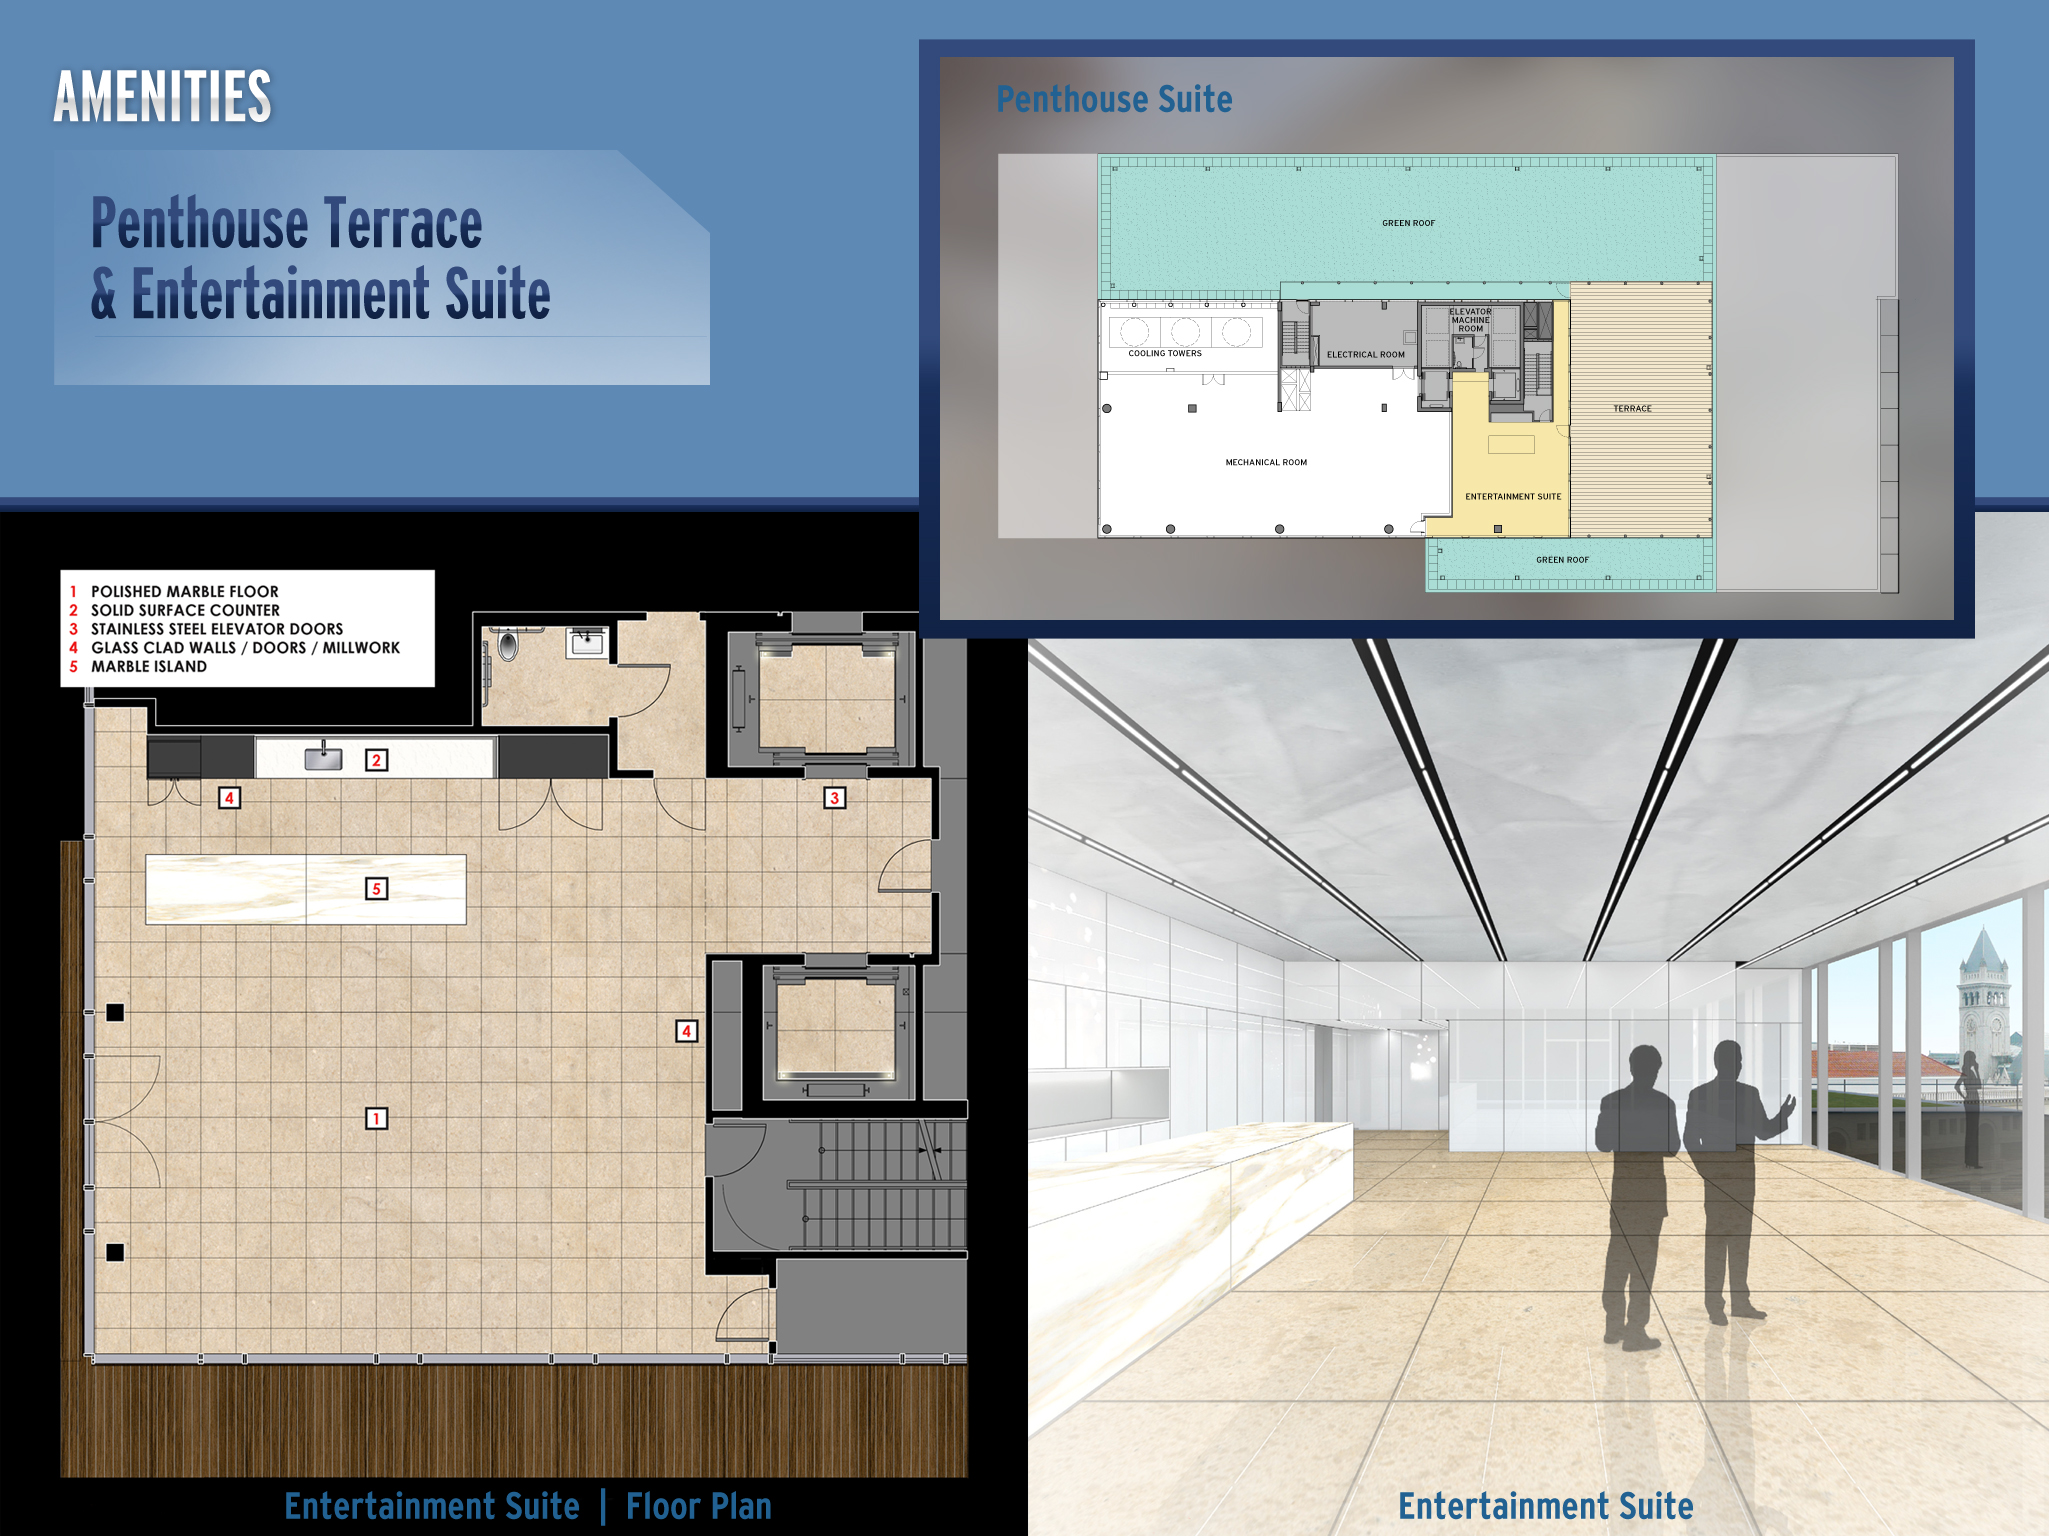 AMENITIES
Penthouse Terrace
& Entertainment Suite
Penthouse Suite
GREEN ROOF
COOLING TOWERS
ELECTRICAL ROOM
ELEVATOR
MACHINE
ROOM
TERRACE
MECHANICAL ROOM
ENTERTAINMENT SUITE
GREEN ROOF
1 POLISHED MARBLE FLOOR
2 SOLID SURFACE COUNTER
3 STAINLESS STEEL ELEVATOR DOORS
4 GLASS CLAD WALLS / DOORS / MILLWORK
5 MARBLE ISLAND
2
4
3
5
4
1
Entertainment Suite | Floor Plan
Entertainment Suite